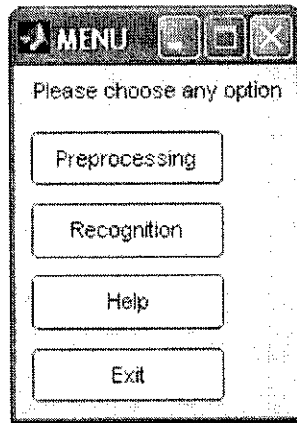 MENU
Please choose any option
Preprocessing
Recognition
Help
Exit